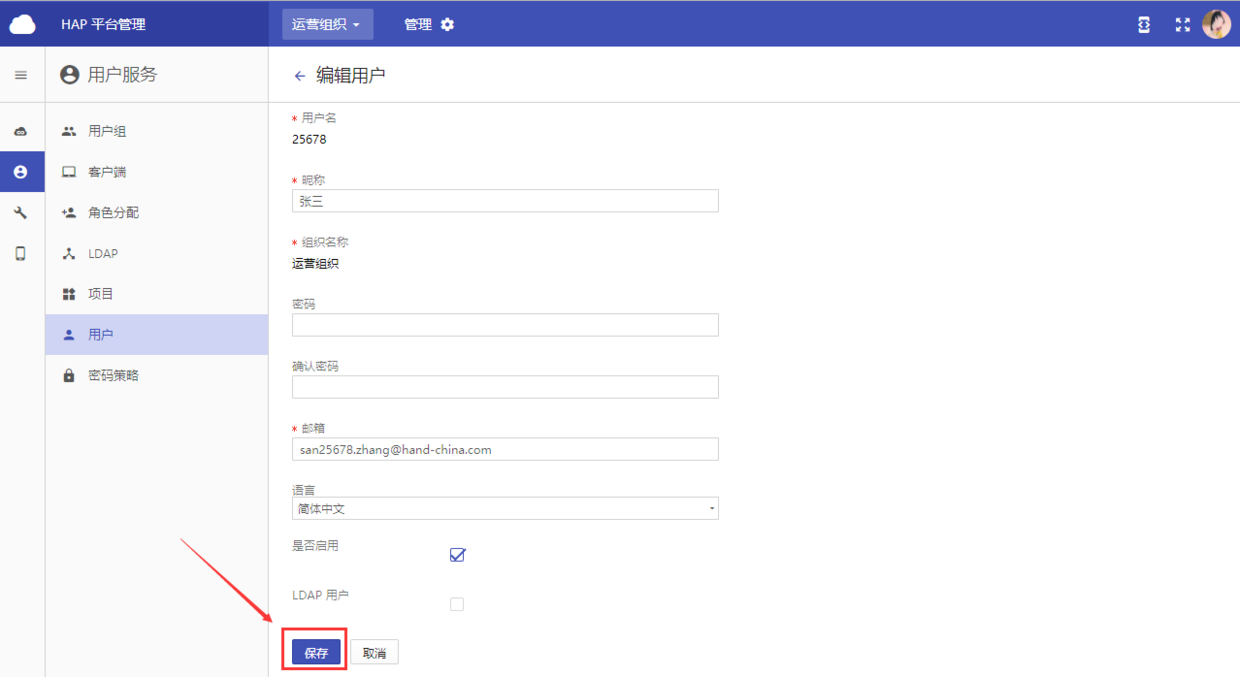 HAP 平台管理
运营组织
管理
用户服务
编辑用户
用户组
客户端
角色分配
LDAP
项目
用户
密码策略
* 用户名
25678
* 昵称
张三
* 组织名称
运营组织
密码
确认密码
* 邮箱
san25678.zhang@hand-china.com
语言
简体中文
是否启用
LDAP 用户
保存
取消